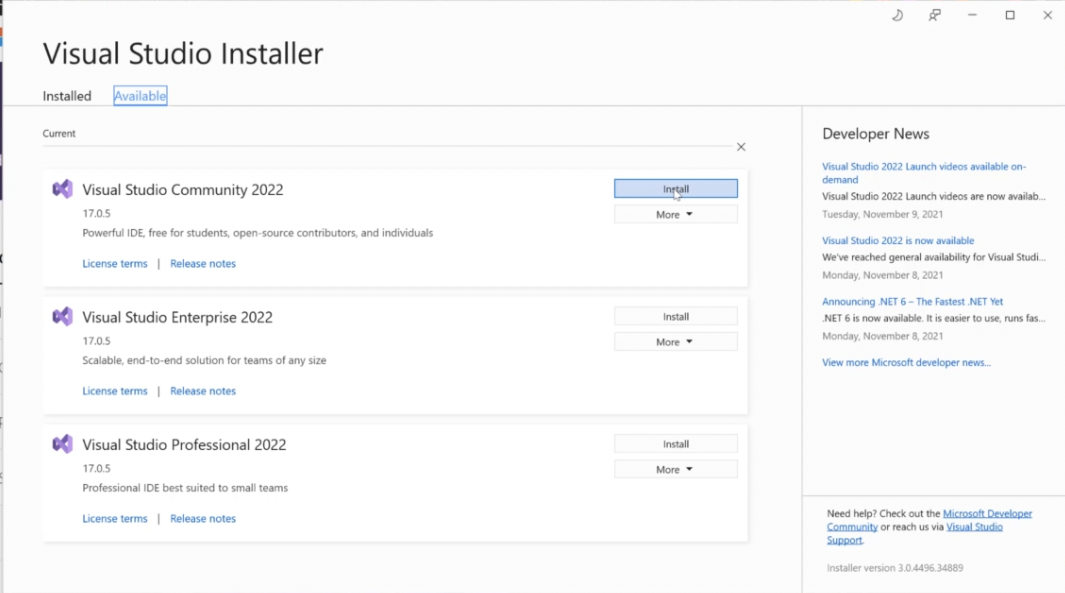 Visual Studio Installer
Installed Available
Current
Visual Studio Community 2022
Install
17.0.5
More
Powerful IDE, free for students, open-source contributors, and individuals
License terms | Release notes
Visual Studio Enterprise 2022
Install
17.0.5
More
Scalable, end-to-end solution for teams of any size
License terms | Release notes
Visual Studio Professional 2022
Install
17.0.5
More
Professional IDE best suited to small teams
License terms | Release notes
Developer News
Visual Studio 2022 Launch videos available on-
demand
Visual Studio 2022 Launch videos are now availab...
Tuesday, November 9, 2021
Visual Studio 2022 is now available
We've reached general availability for Visual Studi...
Monday, November 8, 2021
Announcing .NET 6 – The Fastest .NET Yet
.NET 6 is now available. It is easier to use, runs fas...
Monday, November 8, 2021
View more Microsoft developer news...
Need help? Check out the Microsoft Developer
Community or reach us via Visual Studio
Support.
Installer version 3.0.4496.34889